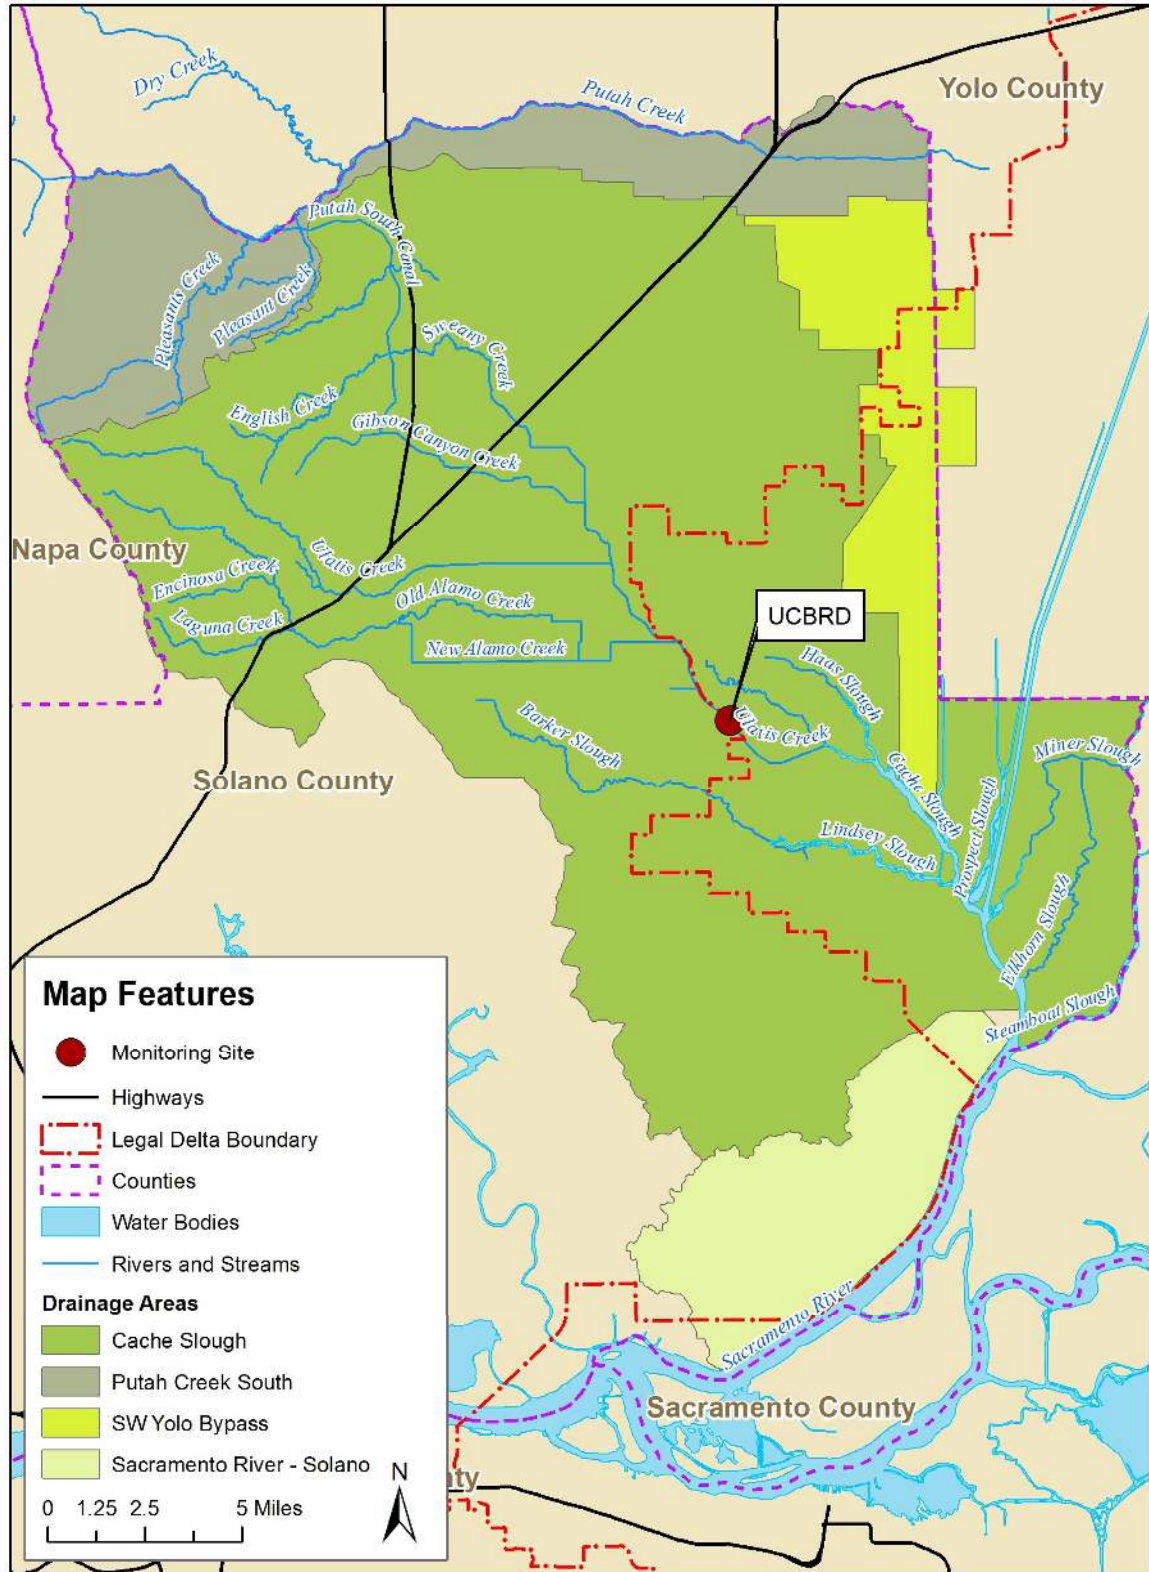 Dry Creek
Putah Creek
Yolo County
Putah South Canal
Pleasants Creek
Pleasant Creek
Sweany Creek
English Creek
Gibson Canyon Creek
Napa County
Ulatis Creek
Encinosa Creek
Old Alamo Creek
Laguna Creek
New Alamo Creek
UCBRD
Haas Slough
Ulatis Creek
Barker Slough
Miner Slough
Cache Slough
Solano County
Prospect Slough
Lindsey Slough
Elkhorn Slough
Steamboat Slough
Sacramento River
Sacramento County
nty
Map Features
Monitoring Site
Highways
Legal Delta Boundary
Counties
Water Bodies
Rivers and Streams
Drainage Areas
Cache Slough
Putah Creek South
SW Yolo Bypass
Sacramento River - Solano
N
0 1.25 2.5 5 Miles